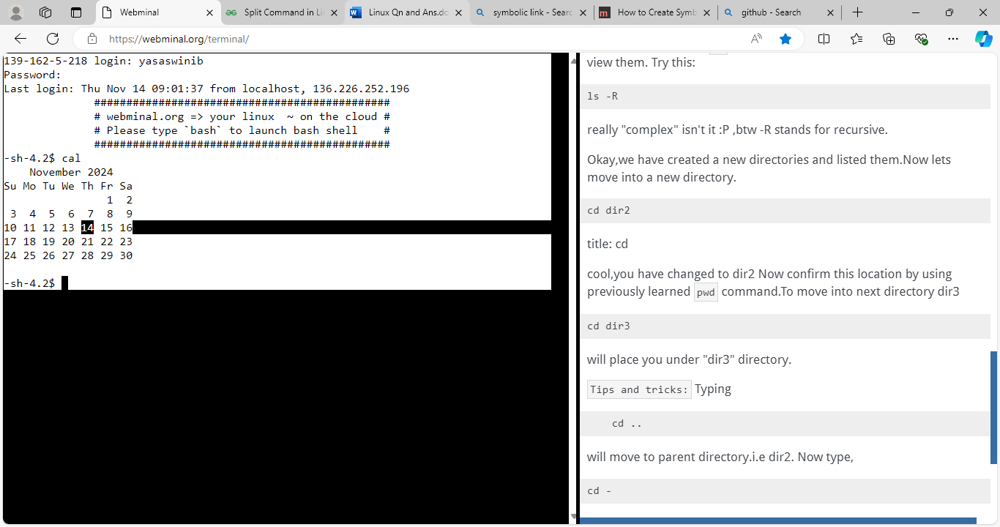 Webminal
Split Command in Li
Linux Qn and Ans.do
symbolic link - Searc
How to Create Symb
github - Search
https://webminal.org/terminal/
139-162-5-218 login: yasaswinib
Password:
Last login: Thu Nov 14 09:01:37 from localhost, 136.226.252.196
##############################################
# webminal.org => your linux  ~ on the cloud #
# Please type `bash` to launch bash shell    #
##############################################
-sh-4.2$ cal
    November 2024
Su Mo Tu We Th Fr Sa
                1  2
 3  4  5  6  7  8  9
10 11 12 13 14 15 16
17 18 19 20 21 22 23
24 25 26 27 28 29 30
-sh-4.2$
view them. Try this:
ls -R
really "complex" isn't it :P ,btw -R stands for recursive.
Okay,we have created a new directories and listed them.Now lets
move into a new directory.
cd dir2
title: cd
cool,you have changed to dir2 Now confirm this location by using
previously learned pwd command.To move into next directory dir3
cd dir3
will place you under "dir3" directory.
Tips and tricks: Typing
cd ..
will move to parent directory.i.e dir2. Now type,
cd -